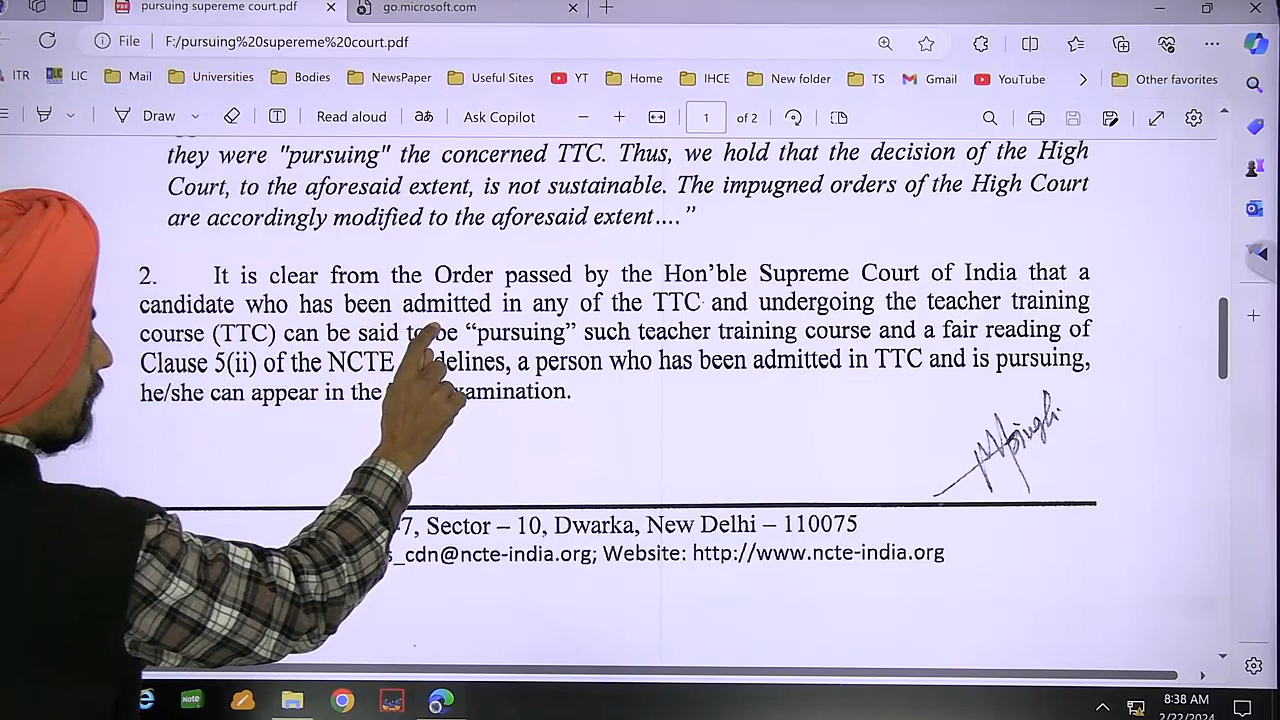 pursuing supereme court.pdf
go.microsoft.com
File F:/pursuing%20supereme%20court.pdf
ITR LIC Mail Universities Bodies NewsPaper Useful Sites YT Home IHCE New folder TS Gmail YouTube Other favorites
Draw Read aloud Ask Copilot 1 of 2
they were "pursuing" the concerned TTC. Thus, we hold that the decision of the High
Court, to the aforesaid extent, is not sustainable. The impugned orders of the High Court
are accordingly modified to the aforesaid extent...."
2. It is clear from the Order passed by the Hon'ble Supreme Court of India that a
candidate who has been admitted in any of the TTC and undergoing the teacher training
course (TTC) can be said to be "pursuing" such teacher training course and a fair reading of
Clause 5(ii) of the NCTE delines, a person who has been admitted in TTC and is pursuing,
he/she can appear in the amination.
-7, Sector – 10, Dwarka, New Delhi – 110075
s_cdn@ncte-india.org; Website: http://www.ncte-india.org
Note
8:38 AM
2/22/2024